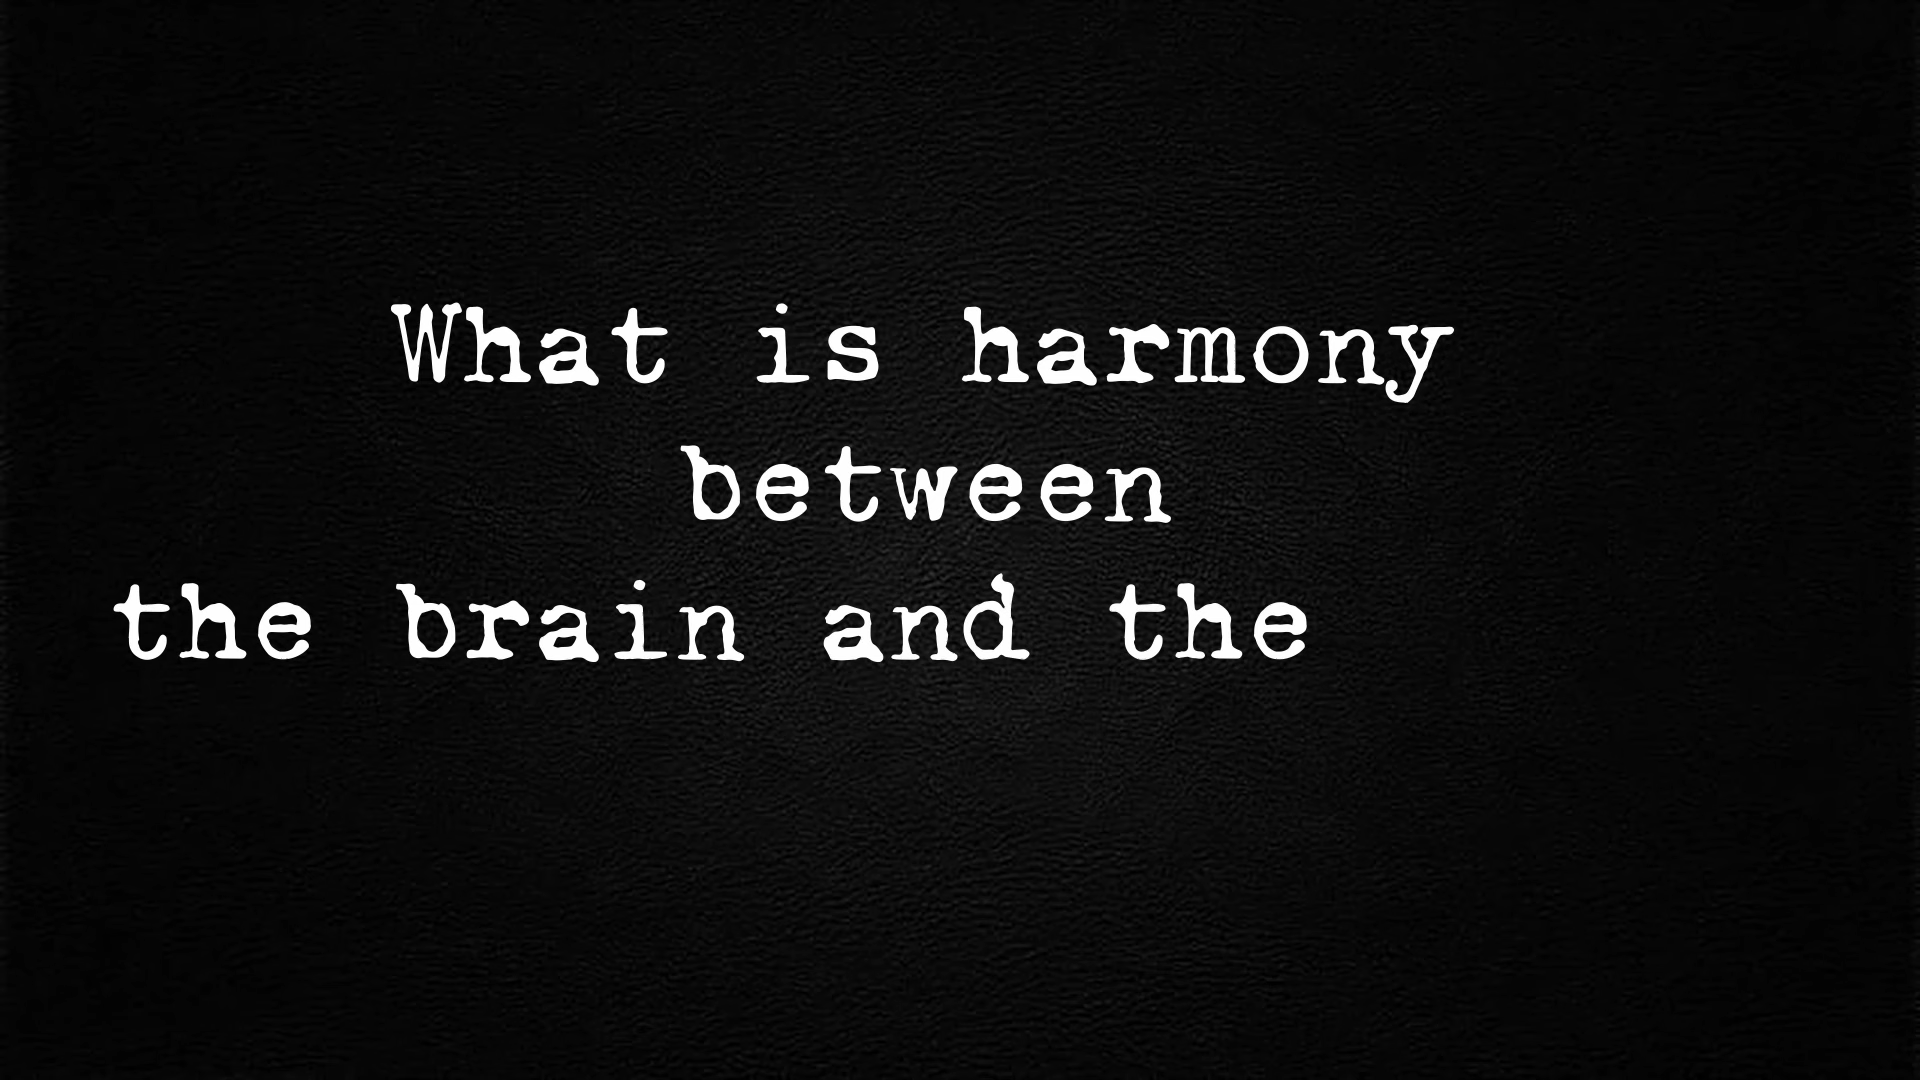 What is harmony
between
the brain and the